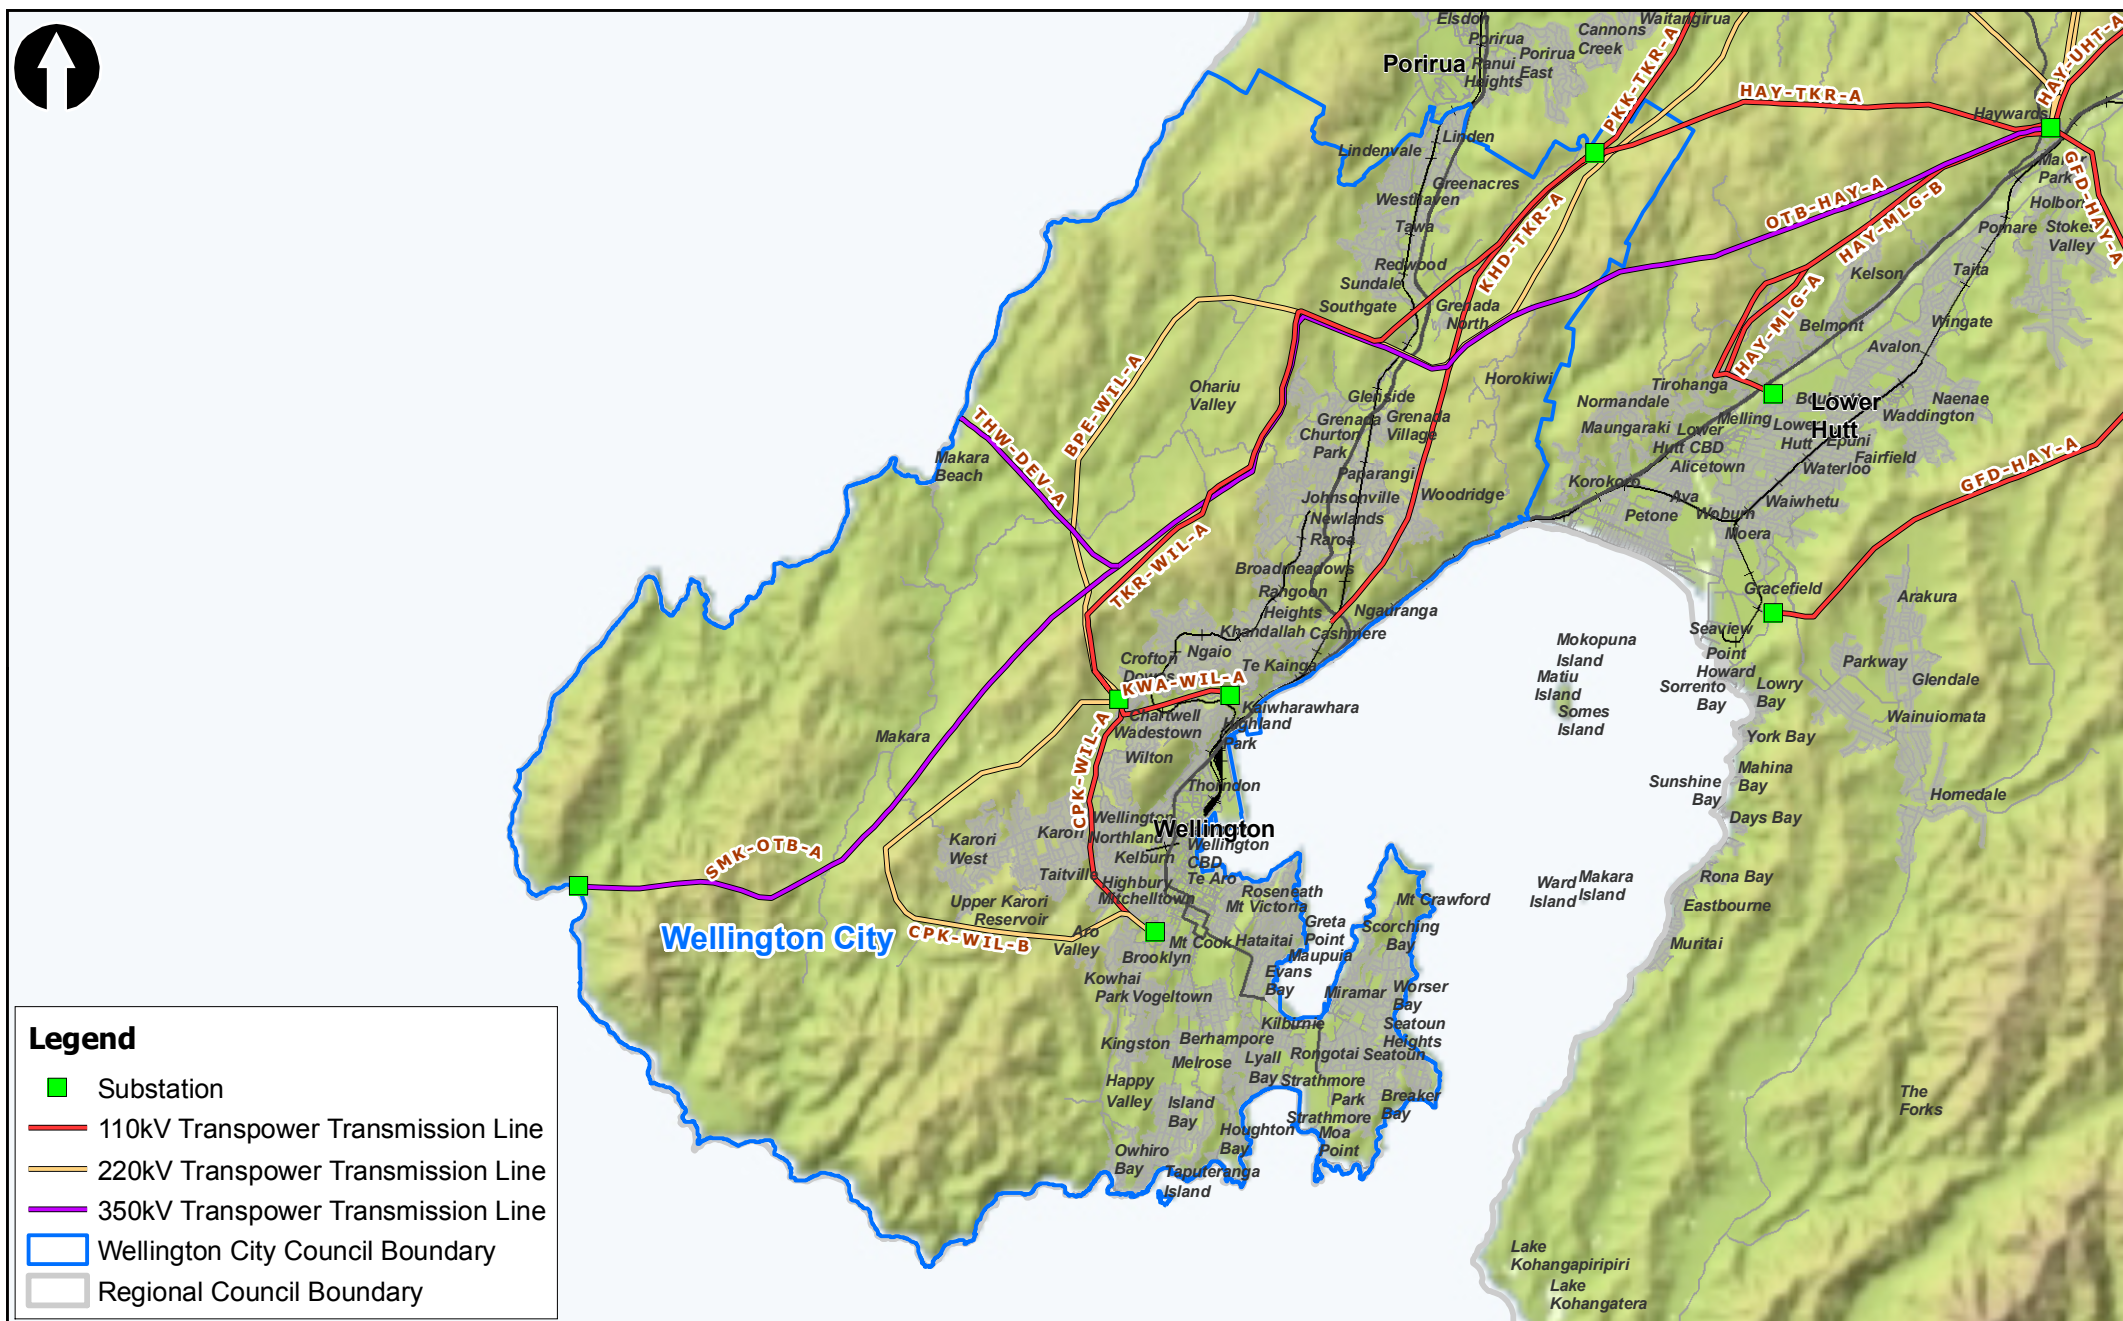 Elsdon
Waitangirua
Cannons
Creek
Porirua
Porirua
East
Ranui
Heights
Porirua
PKK-TKR-A
HAY-TKR-A
HAY-UHT-A
Haywards
Linden
Lindenvale
Park
GFD-HAY-A
Greenacres
Westhaven
OTB-HAY-A
HAY-MLG-B
Holborn
Tawa
Pomare
Stokes
Valley
KHD-TKR-A
Redwood
Sundale
Kelson
Taita
Southgate
Grenada
North
HAY-MLG-A
Belmont
Wingate
Avalon
BPE-WIL-A
Ohariu
Valley
Horokiwi
Tirohanga
Normandale
Glenside
Lower
Hutt
Naenae
Waddington
Grenada
Village
Grenada
Churton
Park
Melling
Maungaraki
Lower
Hutt CBD
Lower
Hutt
Epuni
Fairfield
THW-DEV-A
Makara
Beach
Alicetown
Waterloo
GFD-HAY-A
Paparangi
Korokoro
Johnsonville
Woodridge
Ava
Waiwhetu
Newlands
Petone
Woburn
Raroa
Moera
TKR-WIL-A
Broadmeadows
Rangoon
Heights
Ngauranga
Gracefield
Arakura
Khandallah
Cashmere
Seaview
Ngaio
Mokopuna
Island
Crofton
Downs
Te Kainga
Point
Howard
Parkway
KWA-WIL-A
Matiu
Island
Sorrento
Bay
Lowry
Bay
Glendale
Somes
Island
Chartwell
Wadestown
Kaiwharawhara
Highland
Park
Wainuiomata
Makara
York Bay
CPK-WIL-A
Wilton
Mahina
Bay
Sunshine
Bay
Thorndon
Homedale
Days Bay
Wellington
Northland
Wellington
Karori
Karori
West
Wellington
CBD
SMK-OTB-A
Kelburn
Taitville
Highbury
Te Aro
Rona Bay
Mitchelltown
Roseneath
Mt Victoria
Mt Crawford
Ward
Island
Makara
Island
Eastbourne
Upper Karori
Reservoir
Greta
Point
Scorching
Bay
Wellington City
CPK-WIL-B
Aro
Valley
Mt Cook
Hataitai
Muritai
Brooklyn
Maupuia
Kowhai
Park
Evans
Bay
Vogeltown
Miramar
Worser
Bay
Kilbirnie
Seatoun
Heights
Kingston
Berhampore
Melrose
Lyall
Bay
Rongotai
Seatoun
Happy
Valley
Strathmore
Park
Breaker
Bay
Island
Bay
Strathmore
Houghton
Bay
Moa
Point
The
Forks
Owhiro
Bay
Taputeranga
Island
Lake
Kohangapiripiri
Lake
Kohangatera
Legend
Substation
110kV Transpower Transmission Line
220kV Transpower Transmission Line
350kV Transpower Transmission Line
Wellington City Council Boundary
Regional Council Boundary